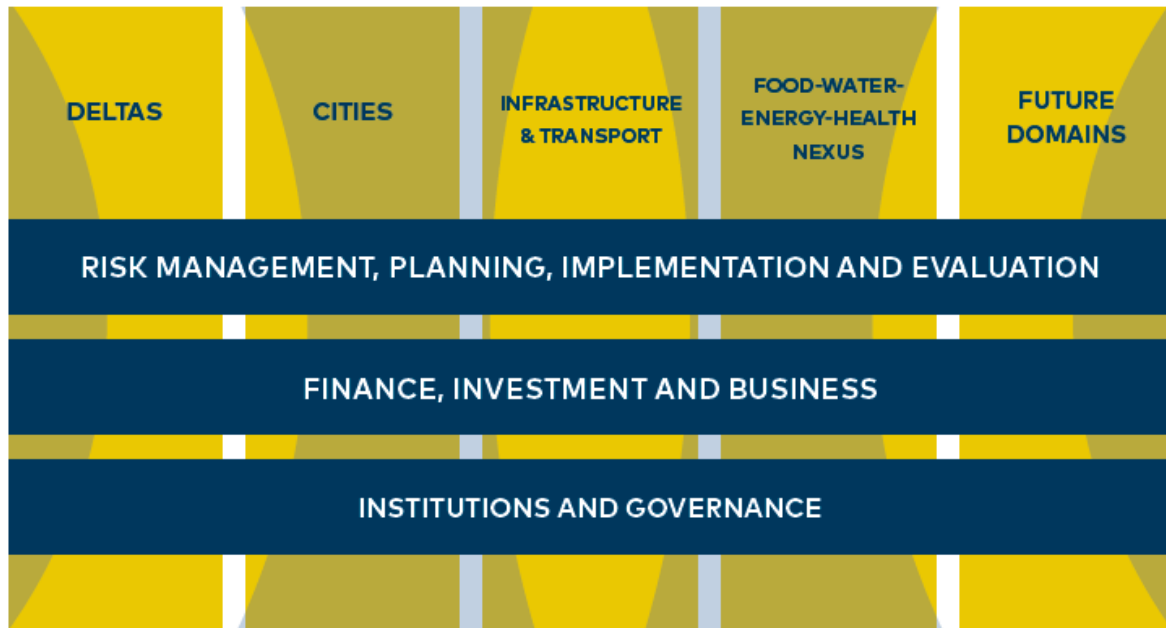 DELTAS
CITIES
INFRASTRUCTURE
& TRANSPORT
FOOD-WATER-
ENERGY-HEALTH
NEXUS
FUTURE
DOMAINS
RISK MANAGEMENT, PLANNING, IMPLEMENTATION AND EVALUATION
FINANCE, INVESTMENT AND BUSINESS
INSTITUTIONS AND GOVERNANCE